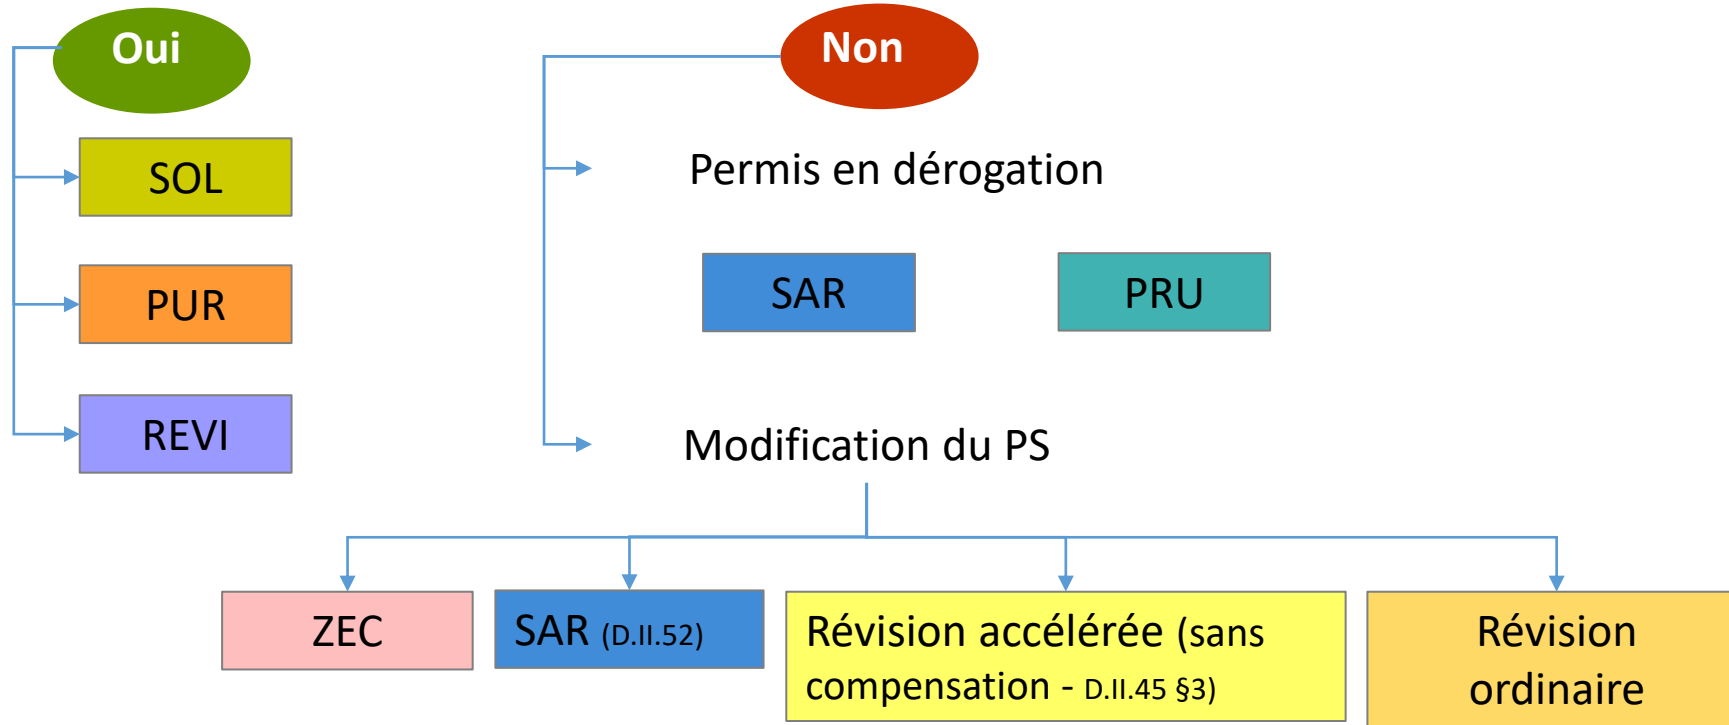 Oui
Non
SOL
Permis en dérogation
PUR
SAR
PRU
REVI
Modification du PS
ZEC
SAR (D.II.52)
Révision accélérée (sans
compensation - D.II.45 §3)
Révision
ordinaire